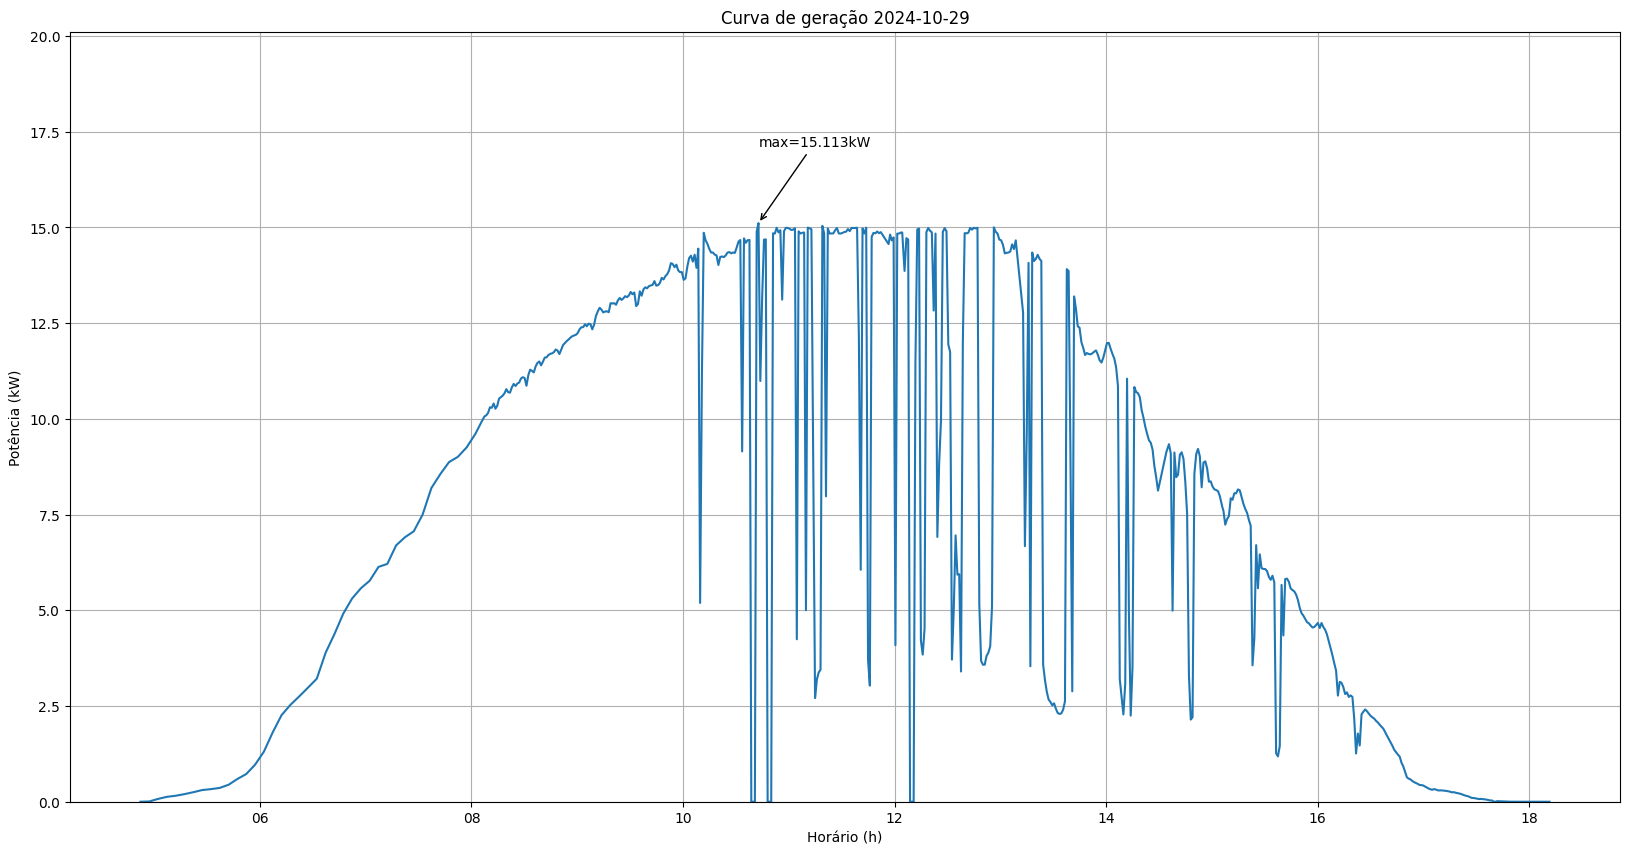 Curva de geração 2024-10-29
20.0
17.5
max=15.113kW
15.0
12.5
10.0
Potência (kW)
7.5
5.0
2.5
0.0
06 08 10 12 14 16 18
Horário (h)